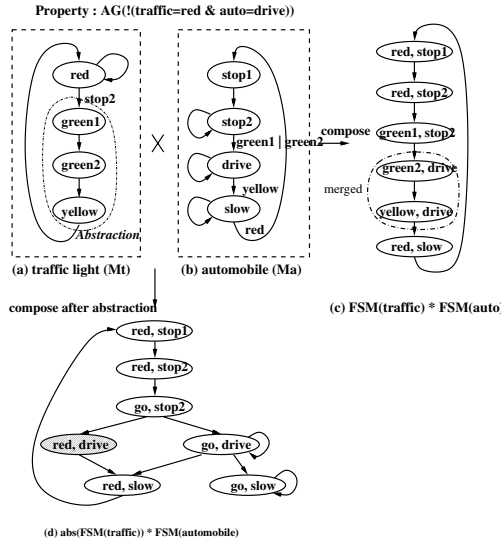 Property : AG(!(traffic=red & auto=drive))
red
stop2
green1
green2
yellow
Abstraction
(a) traffic light (Mt)
stop1
stop2
green1 | green2
drive
yellow
slow
red
(b) automobile (Ma)
compose
red, stop1
red, stop2
green1, stop2
green2, drive
merged
yellow, drive
red, slow
(c) FSM(traffic) * FSM(auto)
compose after abstraction
red, stop1
red, stop2
go, stop2
red, drive
go, drive
red, slow
go, slow
(d) abs(FSM(traffic)) * FSM(automobile)